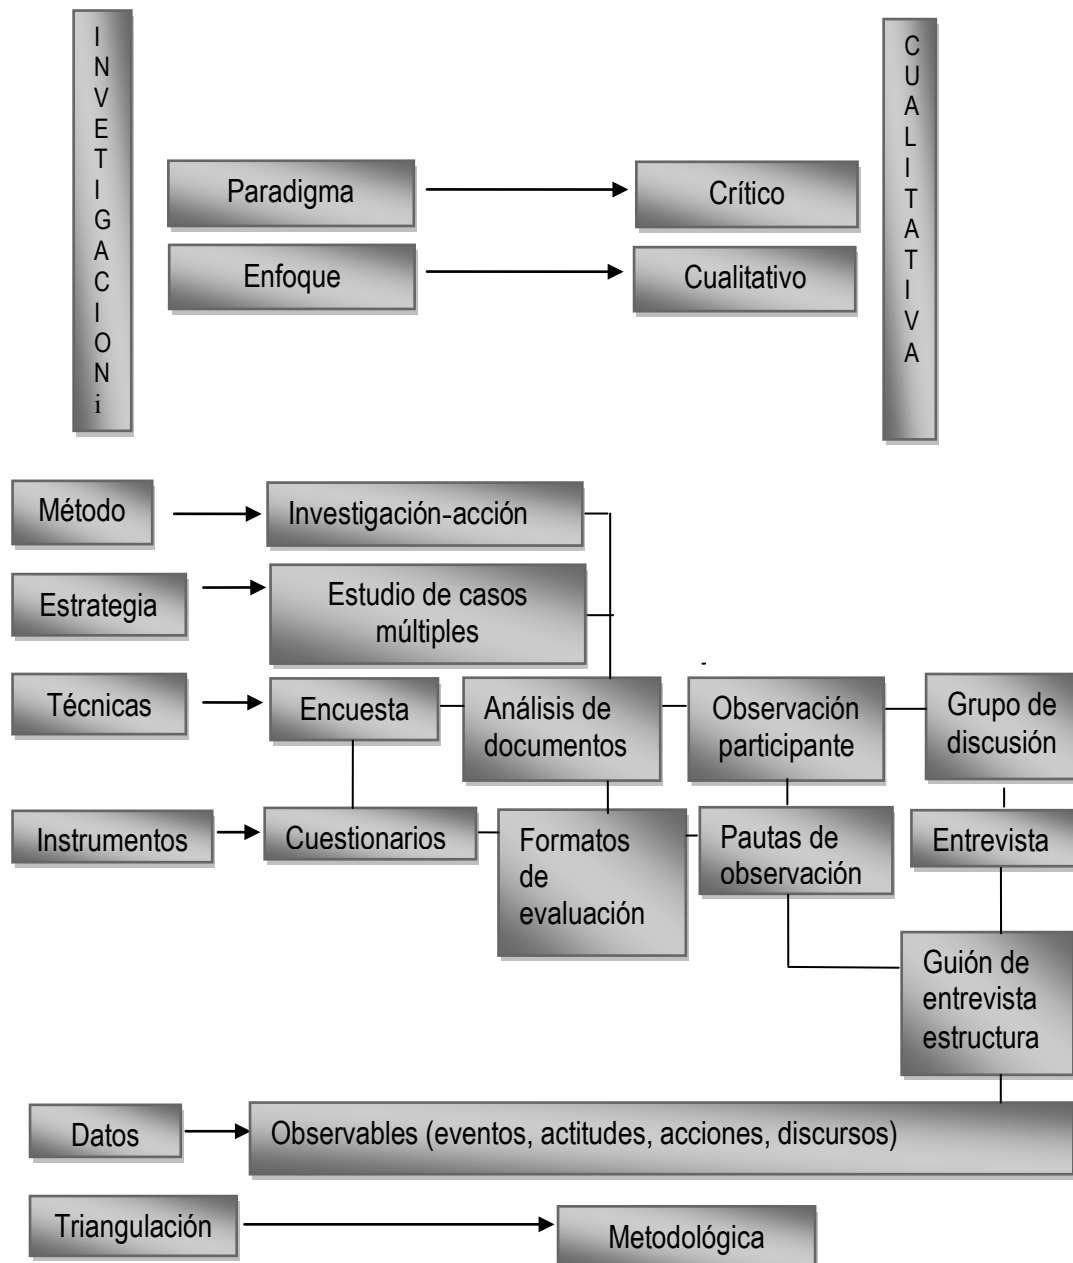 INVETIGACIONi
CUALITATIVA
Paradigma
Crítico
Enfoque
Cualitativo
Método
Investigación-acción
Estrategia
Estudio de casos
múltiples
Técnicas
Encuesta
Análisis de
documentos
Observación
participante
Grupo de
discusión
Instrumentos
Cuestionarios
Formatos
de
evaluación
Pautas de
observación
Entrevista
Guión de
entrevista
estructura
Datos
Observables (eventos, actitudes, acciones, discursos)
Triangulación
Metodológica